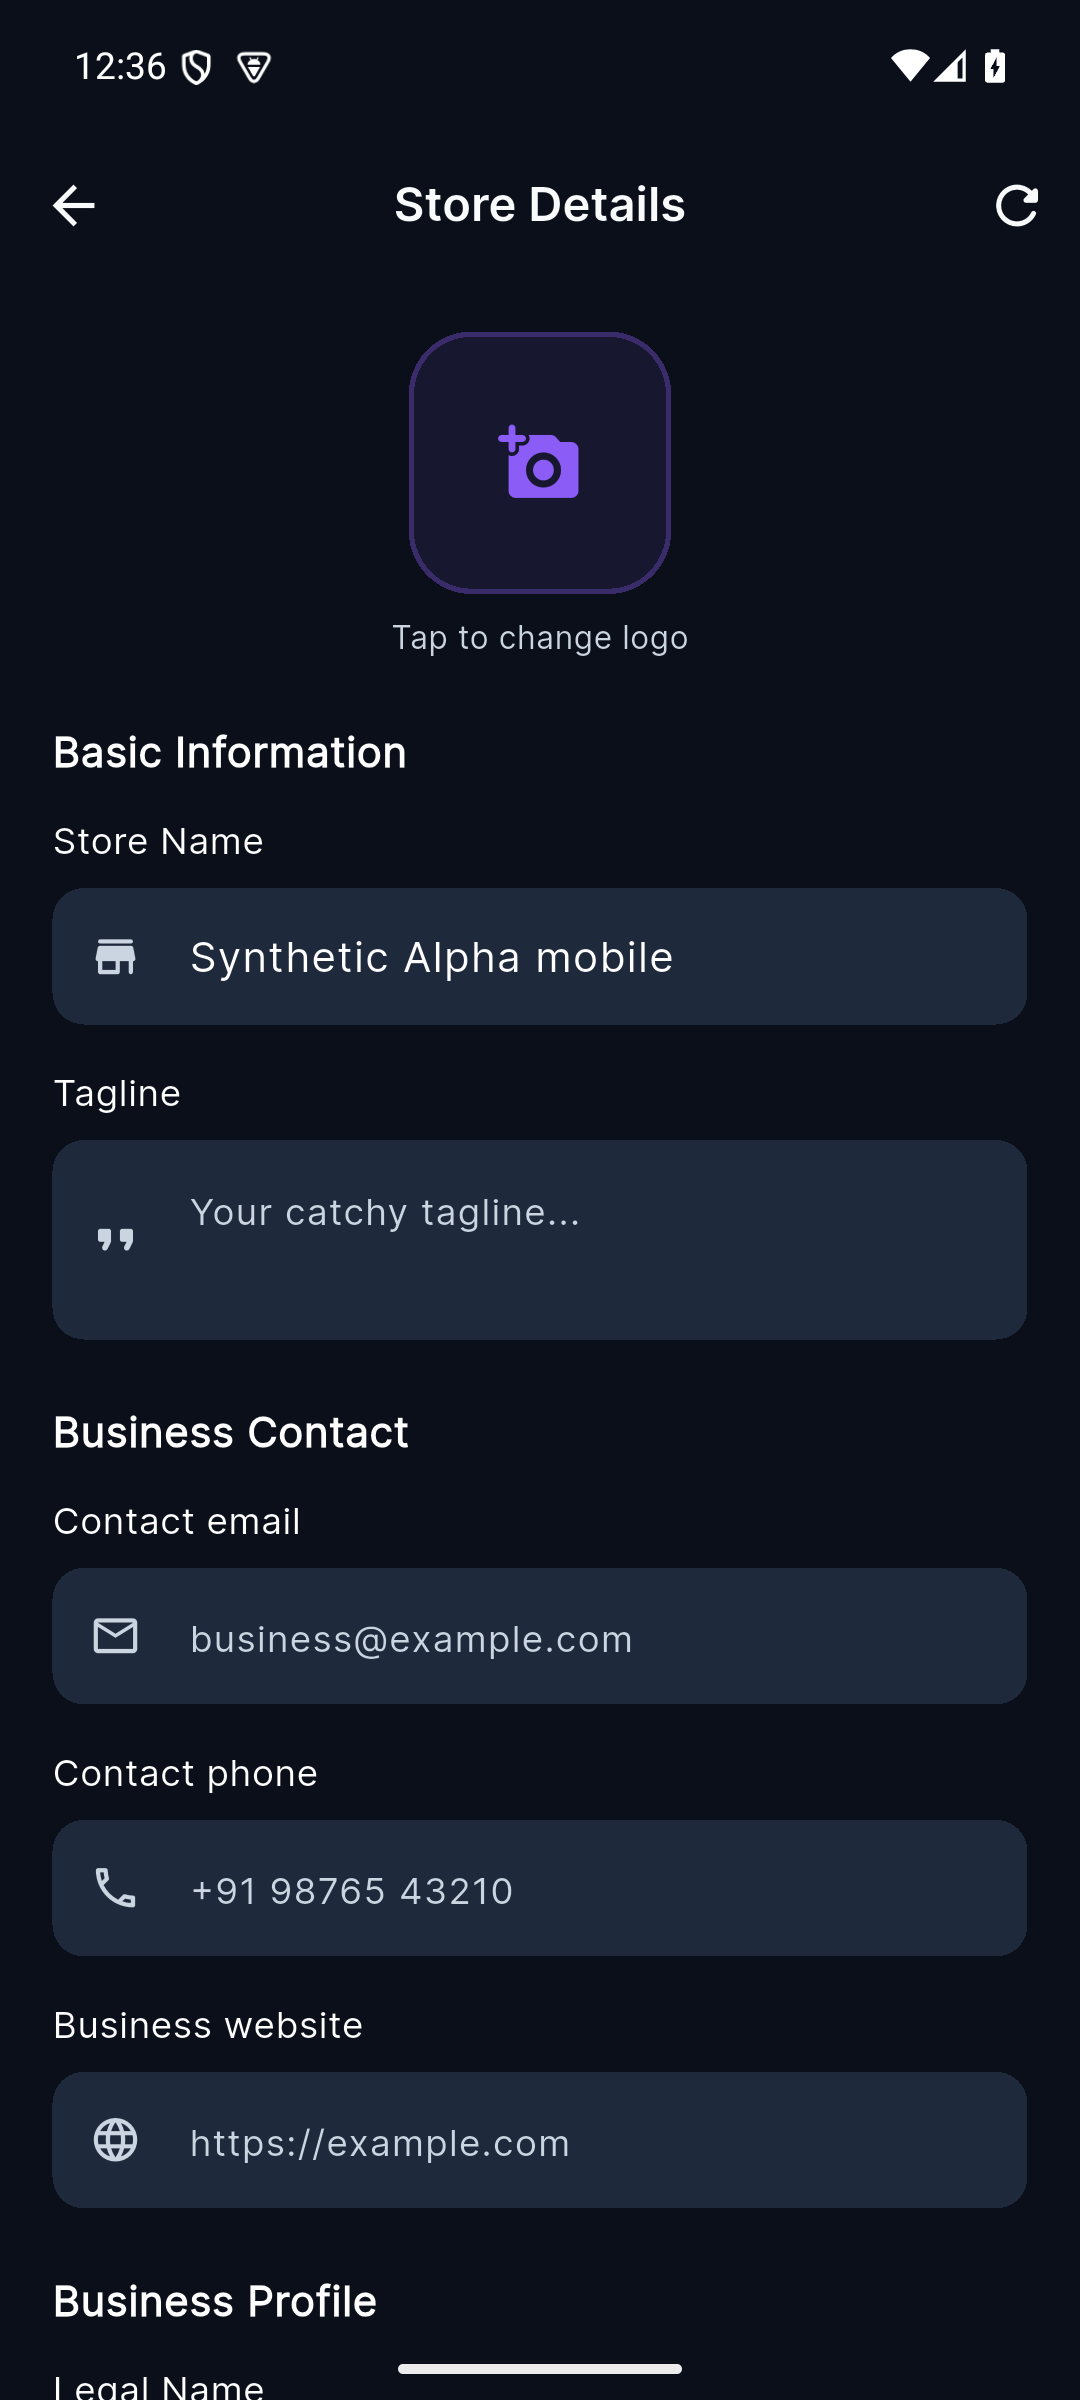 12:36
Store Details
Tap to change logo
Basic Information
Store Name
Synthetic Alpha mobile
Tagline
Your catchy tagline...
Business Contact
Contact email
business@example.com
Contact phone
+91 98765 43210
Business website
https://example.com
Business Profile
Legal Name